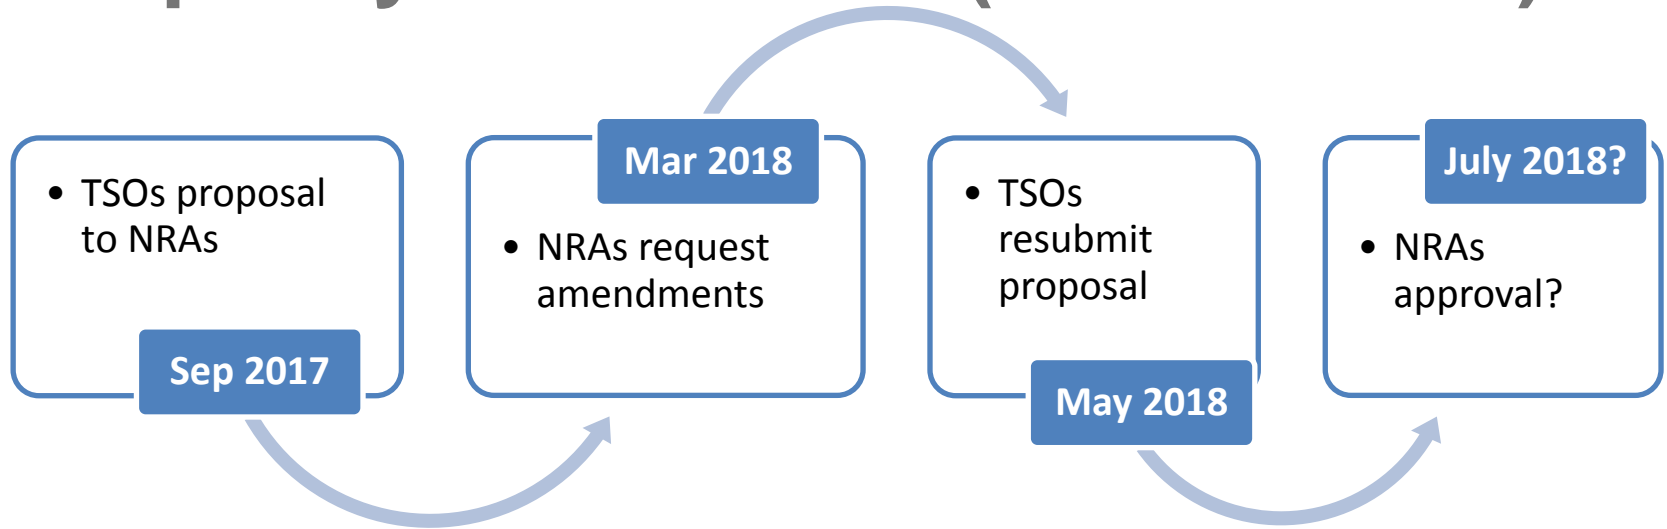 • TSOs proposal
to NRAs
Sep 2017
Mar 2018
• NRAs request
amendments
• TSOs
resubmit
proposal
May 2018
July 2018?
• NRAs
approval?